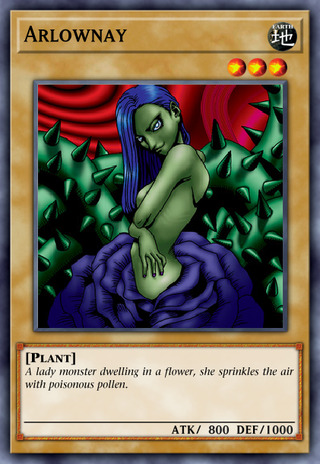 Arlownay
EARTH
地
[Plant]
A lady monster dwelling in a flower, she sprinkles the air
with poisonous pollen.
ATK/ 800 DEF/1000